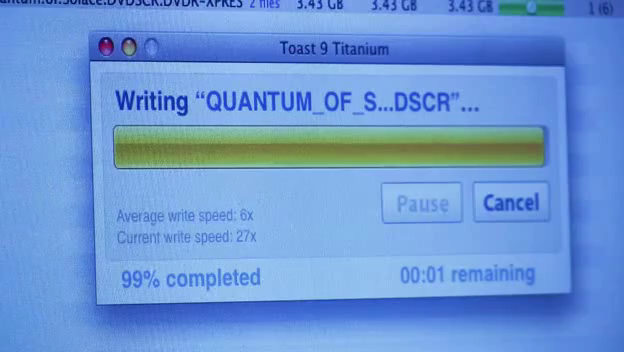 antum.of.Solace.DVDSCR.DVDR-XPRES 2 files 3.43 GB 3.43 GB 3.43 GB 1 (6)
Toast 9 Titanium
Writing “QUANTUM_OF_S...DSCR”...
Pause Cancel
Average write speed: 6x
Current write speed: 27x
99% completed 00:01 remaining